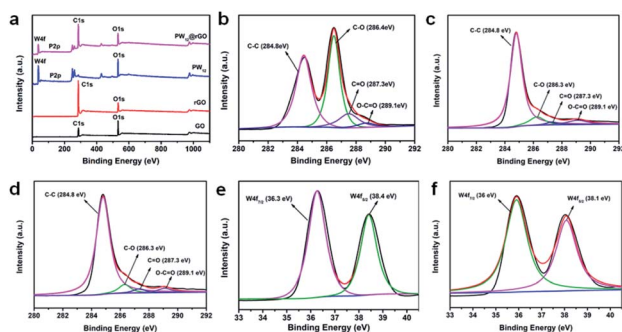 a
W4f
P2p
C1s
O1s
PW12@rGO
W4f
P2p
O1s
PW12
C1s
O1s
rGO
C1s
O1s
GO
Intensity (a.u.)
0 200 400 600 800 1000
Binding Energy (eV)
b
C-C (284.8eV)
C-O (286.4eV)
C=O (287.3eV)
O-C=O (289.1eV)
Intensity (a.u.)
280 282 284 286 288 290 292
Binding Energy (eV)
c
C-C (284.8 eV)
C-O (286.3 eV)
C=O (287.3 eV)
O-C=O (289.1 eV)
Intensity (a.u.)
280 282 284 286 288 290 292
Binding Energy (eV)
d
C-C (284.8 eV)
C-O (286.3 eV)
C=O (287.3 eV)
O-C=O (289.1 eV)
Intensity (a.u.)
280 282 284 286 288 290 292
Binding Energy (eV)
e
W4f7/2 (36.3 eV)
W4f5/2 (38.4 eV)
Intensity (a.u.)
33 34 35 36 37 38 39 40
Binding Energy (eV)
f
W4f7/2 (36 eV)
W4f5/2 (38.1 eV)
Intensity (a.u.)
33 34 35 36 37 38 39 40
Binding Energy (eV)